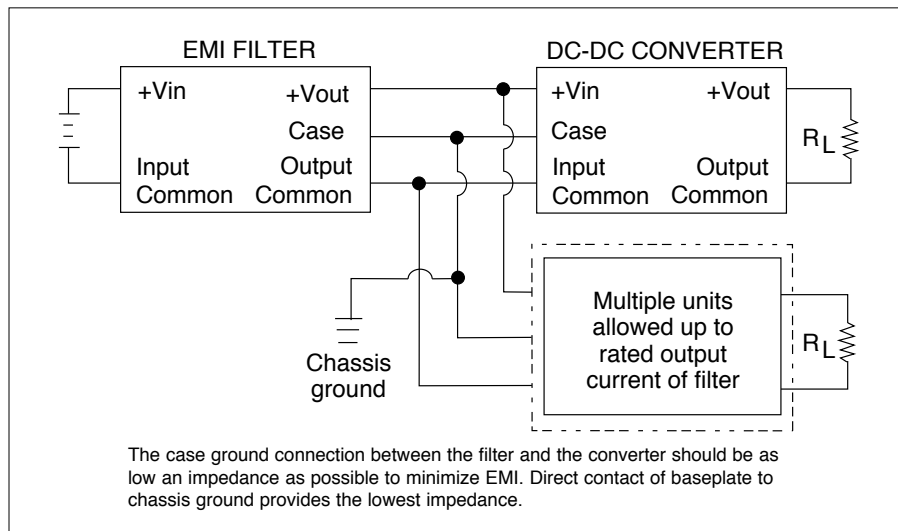 EMI FILTER
DC-DC CONVERTER
+Vin
+Vout
Case
Input
Common
Output
Common
+Vin
+Vout
Case
Input
Common
Output
Common
RL
Multiple units
allowed up to
rated output
current of filter
RL
Chassis
ground
The case ground connection between the filter and the converter should be as
low an impedance as possible to minimize EMI. Direct contact of baseplate to
chassis ground provides the lowest impedance.